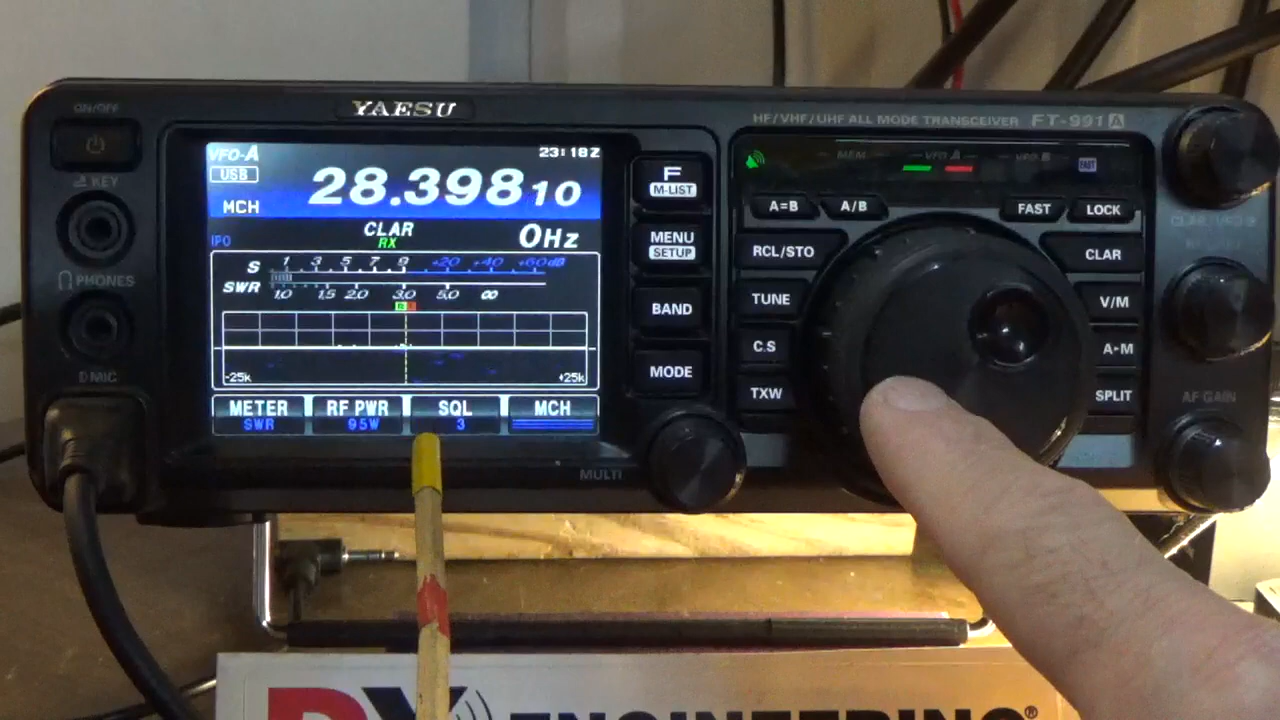 ON/OFF
KEY
PHONES
MIC
YAESU
HF/VHF/UHF ALL MODE TRANSCEIVER FT-991A
VFO-A 23:18Z
USB
28.398 10
MCH
CLAR
RX
0Hz
IPO
S 1 3 5 7 9 +20 +40 +60dB
SWR 1.0 1.5 2.0 3.0 5.0 ∞
-25k +25k
METER RF PWR SQL MCH
SWR 95W 3
F
M-LIST
MENU
SETUP
BAND
MODE
MULTI
MEM VFO A VFO B FAST
A=B A/B FAST LOCK
RCL/STO
TUNE
C.S
TXW
CLAR
V/M
A▸M
SPLIT
CLAR/VFO B
AF GAIN
DX ENGINEERING®